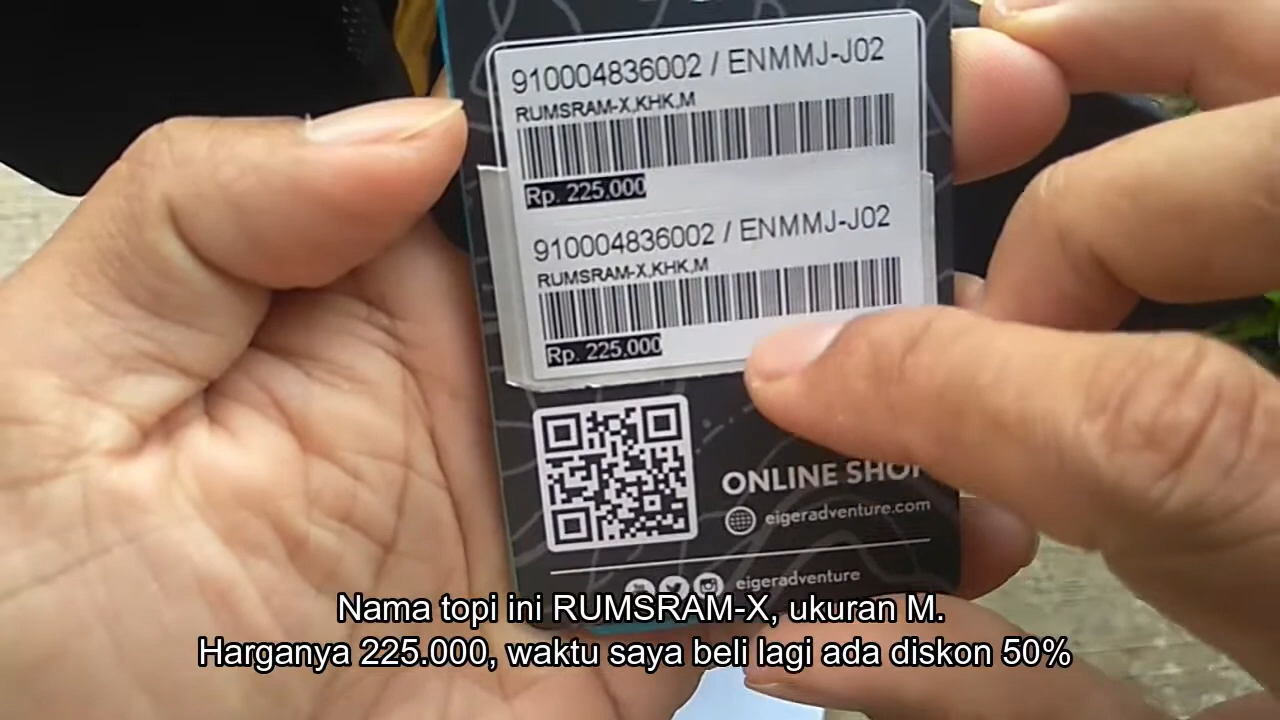 910004836002 / ENMMJ-J02
RUMSRAM-X,KHK,M
Rp. 225.000
910004836002 / ENMMJ-J02
RUMSRAM-X,KHK,M
Rp. 225.000
ONLINE SHOP
eigeradventure.com
eigeradventure
Nama topi ini RUMSRAM-X, ukuran M.
Harganya 225.000, waktu saya beli lagi ada diskon 50%